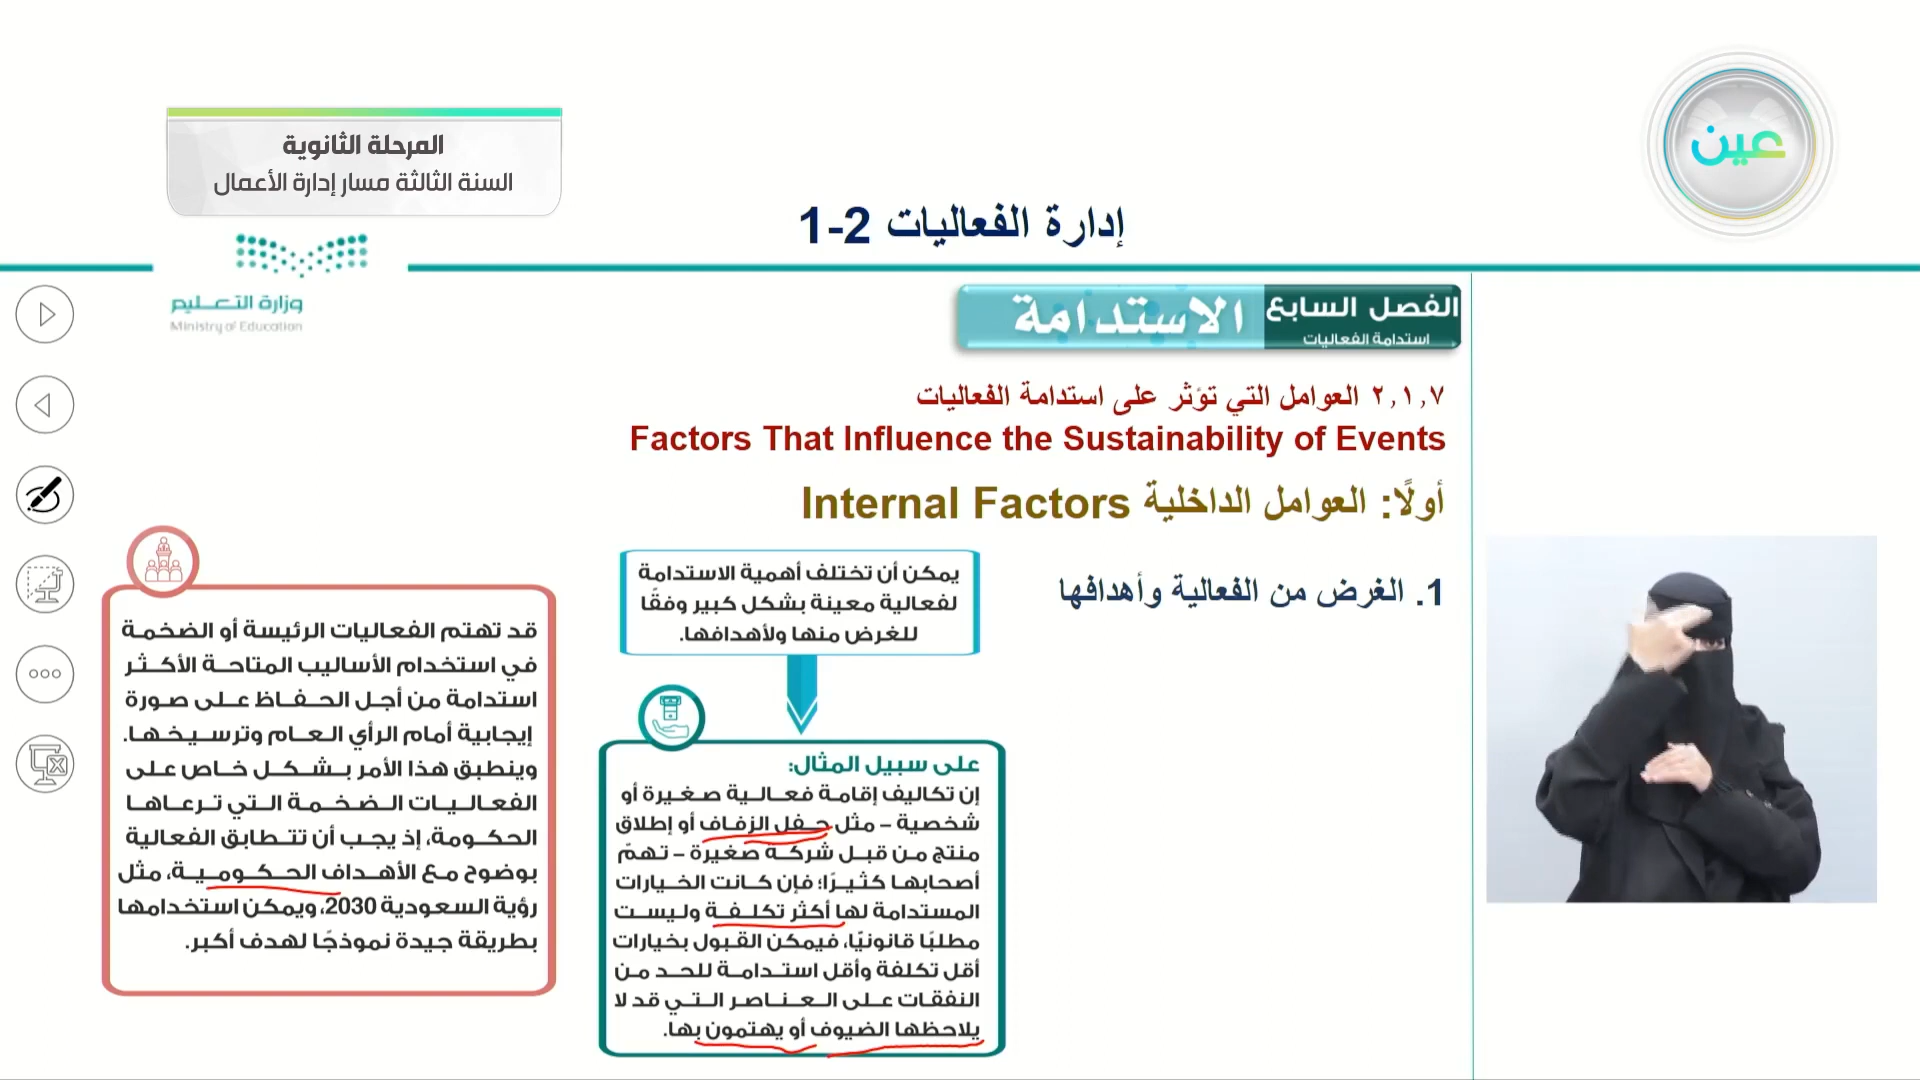 عين
المرحلة الثانوية
السنة الثالثة مسار إدارة الأعمال
إدارة الفعاليات 2-1
وزارة التعـــليم
Ministry of Education
الفصل السابع
استدامة الفعاليات
الاستدامة
٢,١,٧ العوامل التي تؤثر على استدامة الفعاليات
Factors That Influence the Sustainability of Events
أولًا: العوامل الداخلية Internal Factors
1. الغرض من الفعالية وأهدافها
يمكن أن تختلف أهمية الاستدامة
لفعالية معينة بشكل كبير وفقًا
للغرض منها ولأهدافها.
على سبيل المثال:
إن تكاليف إقامة فعالية صغيرة أو
شخصية – مثل حفل الزفاف أو إطلاق
منتج من قبل شركة صغيرة – تهمّ
أصحابها كثيرًا؛ فإن كانت الخيارات
المستدامة لها أكثر تكلفة وليست
مطلبًا قانونيًا، فيمكن القبول بخيارات
أقل تكلفة وأقل استدامة للحد من
النفقات على العناصر التي قد لا
يلاحظها الضيوف أو يهتمون بها.
قد تهتم الفعاليات الرئيسة أو الضخمة
في استخدام الأساليب المتاحة الأكثر
استدامة من أجل الحفاظ على صورة
إيجابية أمام الرأي العام وترسيخها.
وينطبق هذا الأمر بشكل خاص على
الفعاليات الضخمة التي ترعاها
الحكومة، إذ يجب أن تتطابق الفعالية
بوضوح مع الأهداف الحكومية، مثل
رؤية السعودية 2030، ويمكن استخدامها
بطريقة جيدة نموذجًا لهدف أكبر.